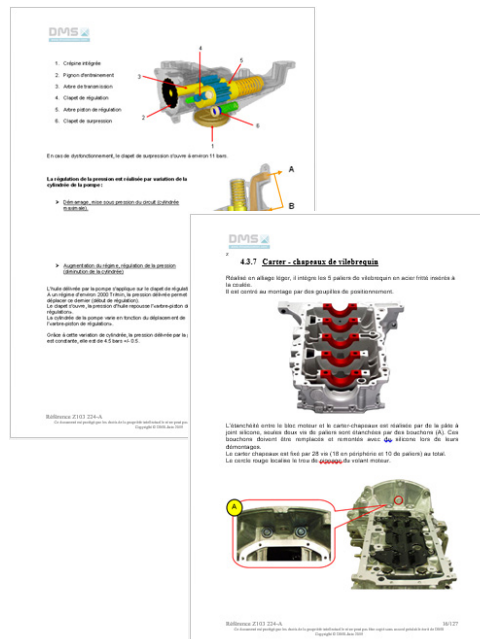 DMS
1. Crépine intégrée
2. Pignon d'entrainement
3. Arbre de transmission
4. Clapet de régulation
5. Arbre piston de régulation
6. Clapet de surpression
4
5
3
2
6
1
En cas de dysfonctionnement, le clapet de surpression s'ouvre à environ 11 bars.
La régulation de la pression est réalisée par variation de la
cylindrée de la pompe :
A
B
Démarrage, mise sous pression du circuit (cylindrée
maximale).
Augmentation du régime, régulation de la pression
(diminution de la cylindrée)
L'huile délivrée par la pompe s'applique sur le clapet de régulat
A un régime d'environ 2000 Tr/min, la pression délivrée permet
déplacer ce dernier (début de régulation).
Le clapet s'ouvre, la pression d'huile repousse l'«arbre-piston d
régulation».
La cylindrée de la pompe varie en fonction du déplacement de
l'«arbre-piston de régulation».
Grâce à cette variation de cylindrée, la pression délivrée par la
est constante, elle est de 4.5 bars +/- 0.5.
Référence Z103 224-A
DMS
4.3.7 Carter - chapeaux de vilebrequin
Réalisé en alliage léger, il intègre les 5 paliers de vilebrequin en acier fritté insérés à
la coulée.
Il est centré au montage par des goupilles de positionnement.
L'étanchéité entre le bloc moteur et le carter-chapeaux est réalisée par de la pâte à
joint silicone, seules deux vis de paliers sont étanchées par des bouchons (A). Ces
bouchons doivent être remplacés et remontés avec du silicone lors de leurs
démontages.
Le carter chapeaux est fixé par 28 vis (18 en périphérie et 10 de paliers) au total.
Le cercle rouge localise le trou de pigeage du volant moteur.
A
Référence Z103 224-A
16/127